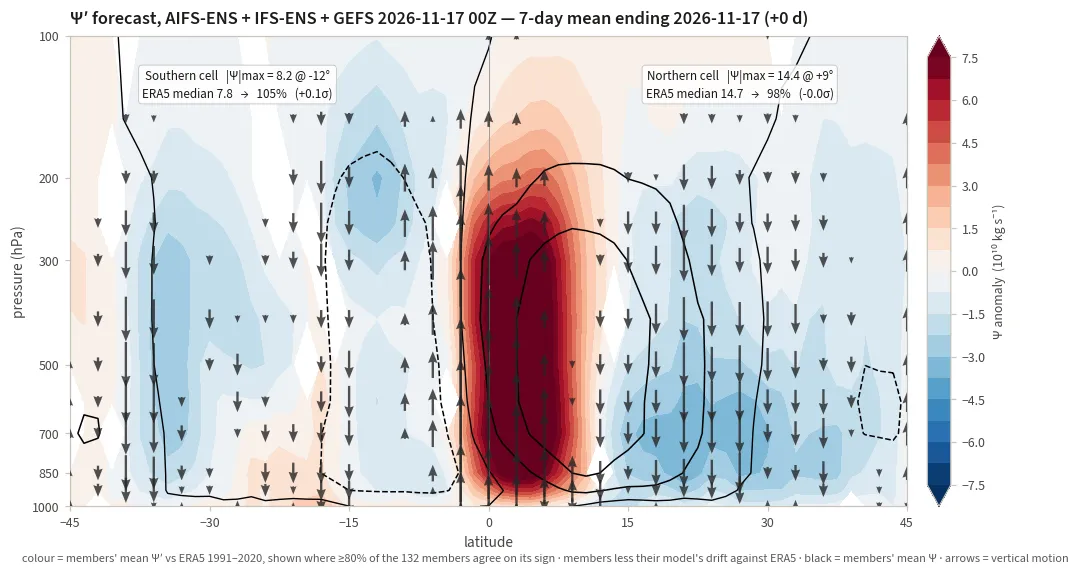 Ψ′ forecast, AIFS-ENS + IFS-ENS + GEFS 2026-11-17 00Z — 7-day mean ending 2026-11-17 (+0 d)
Southern cell |Ψ|max = 8.2 @ -12°
ERA5 median 7.8 → 105% (+0.1σ)
Northern cell |Ψ|max = 14.4 @ +9°
ERA5 median 14.7 → 98% (-0.0σ)
pressure (hPa)
100
200
300
400
500
700
850
1000
−45
−30
−15
0
15
30
45
latitude
7.5
6.0
4.5
3.0
1.5
0.0
−1.5
−3.0
−4.5
−6.0
−7.5
Ψ anomaly (10¹⁰ kg s⁻¹)
colour = members' mean Ψ′ vs ERA5 1991–2020, shown where ≥80% of the 132 members agree on its sign · members less their model's drift against ERA5 · black = members' mean Ψ · arrows = vertical motion